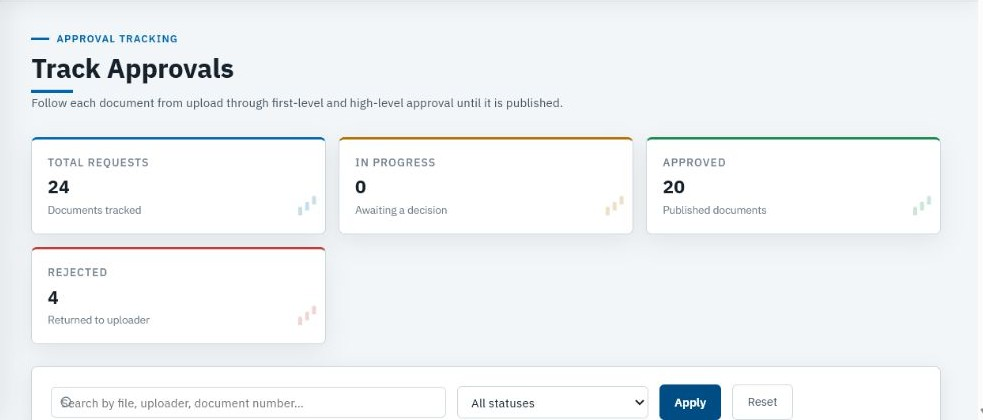 APPROVAL TRACKING
Track Approvals
Follow each document from upload through first-level and high-level approval until it is published.
TOTAL REQUESTS
24
Documents tracked
IN PROGRESS
0
Awaiting a decision
APPROVED
20
Published documents
REJECTED
4
Returned to uploader
Search by file, uploader, document number...
All statuses
Apply
Reset